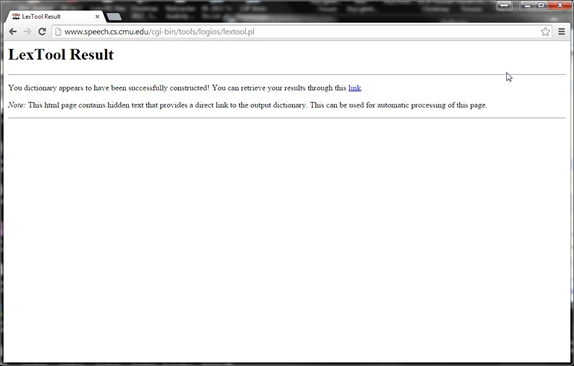 LexTool Result
www.speech.cs.cmu.edu/cgi-bin/tools/logios/lextool.pl
LexTool Result
You dictionary appears to have been successfully constructed! You can retrieve your results through this link.
Note: This html page contains hidden text that provides a direct link to the output dictionary. This can be used for automatic processing of this page.